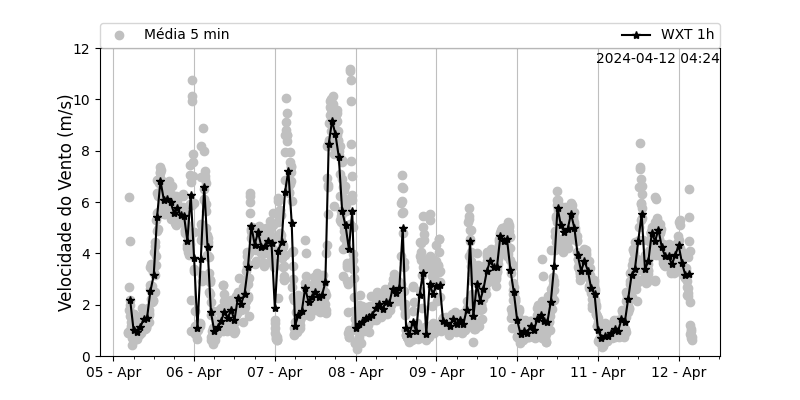 Média 5 min
WXT 1h
2024-04-12 04:24
Velocidade do Vento (m/s)
12
10
8
6
4
2
0
05 - Apr
06 - Apr
07 - Apr
08 - Apr
09 - Apr
10 - Apr
11 - Apr
12 - Apr